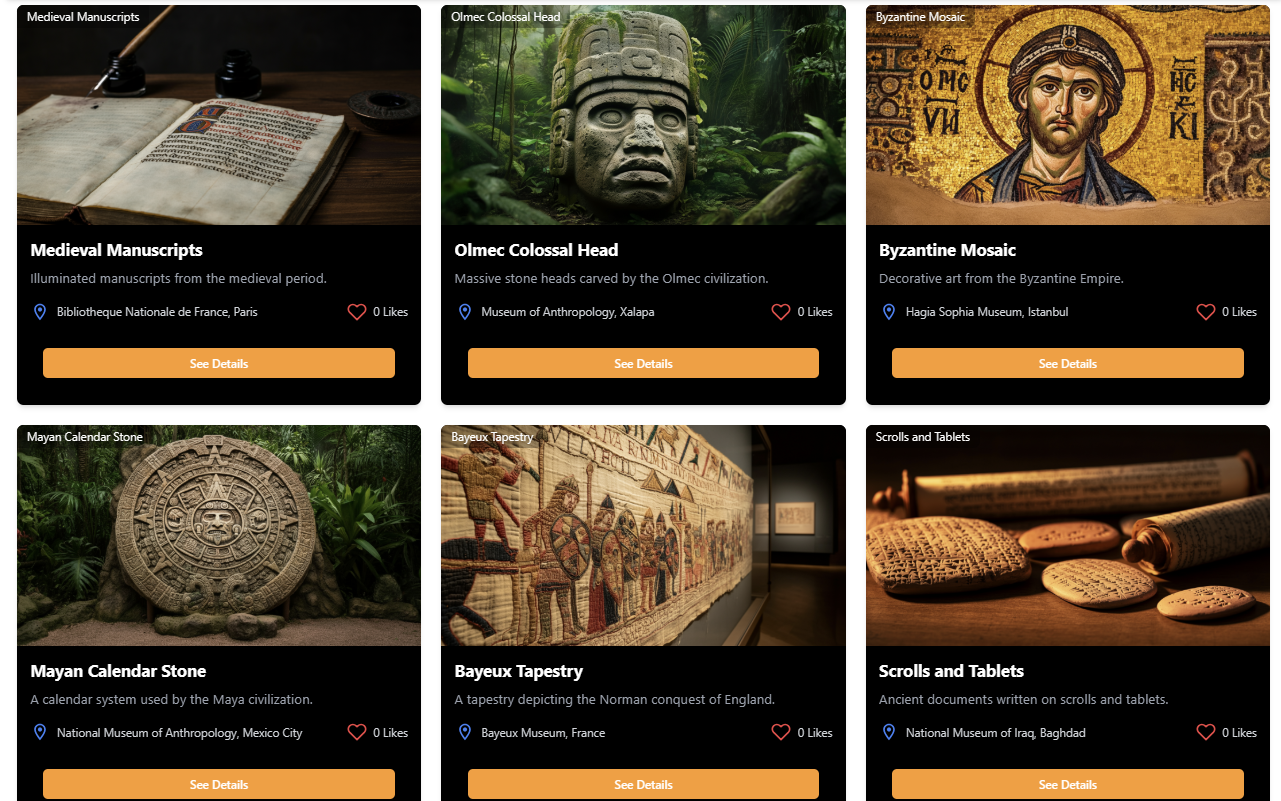 Medieval Manuscripts
Olmec Colossal Head
Byzantine Mosaic
Medieval Manuscripts
Illuminated manuscripts from the medieval period.
Bibliotheque Nationale de France, Paris
0 Likes
See Details
Olmec Colossal Head
Massive stone heads carved by the Olmec civilization.
Museum of Anthropology, Xalapa
0 Likes
See Details
Byzantine Mosaic
Decorative art from the Byzantine Empire.
Hagia Sophia Museum, Istanbul
0 Likes
See Details
Mayan Calendar Stone
Bayeux Tapestry
Scrolls and Tablets
Mayan Calendar Stone
A calendar system used by the Maya civilization.
National Museum of Anthropology, Mexico City
0 Likes
See Details
Bayeux Tapestry
A tapestry depicting the Norman conquest of England.
Bayeux Museum, France
0 Likes
See Details
Scrolls and Tablets
Ancient documents written on scrolls and tablets.
National Museum of Iraq, Baghdad
0 Likes
See Details